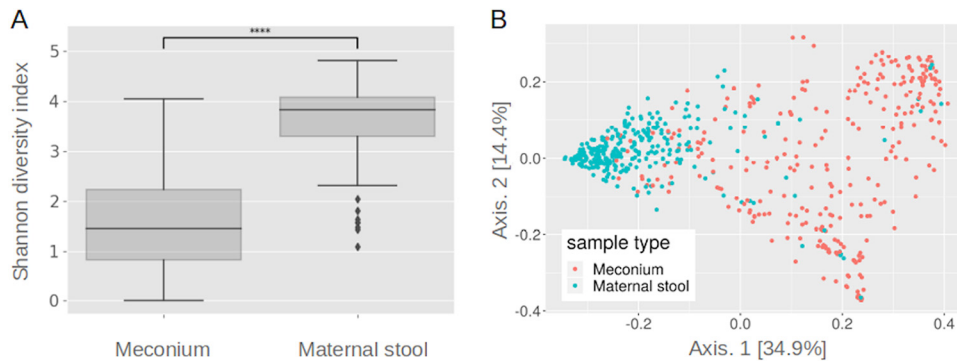 A
****
Shannon diversity index
5
4
3
2
1
0
Meconium
Maternal stool
B
Axis. 2 [14.4%]
0.2
0.0
-0.2
-0.4
sample type
Meconium
Maternal stool
-0.2
0.0
0.2
0.4
Axis. 1 [34.9%]